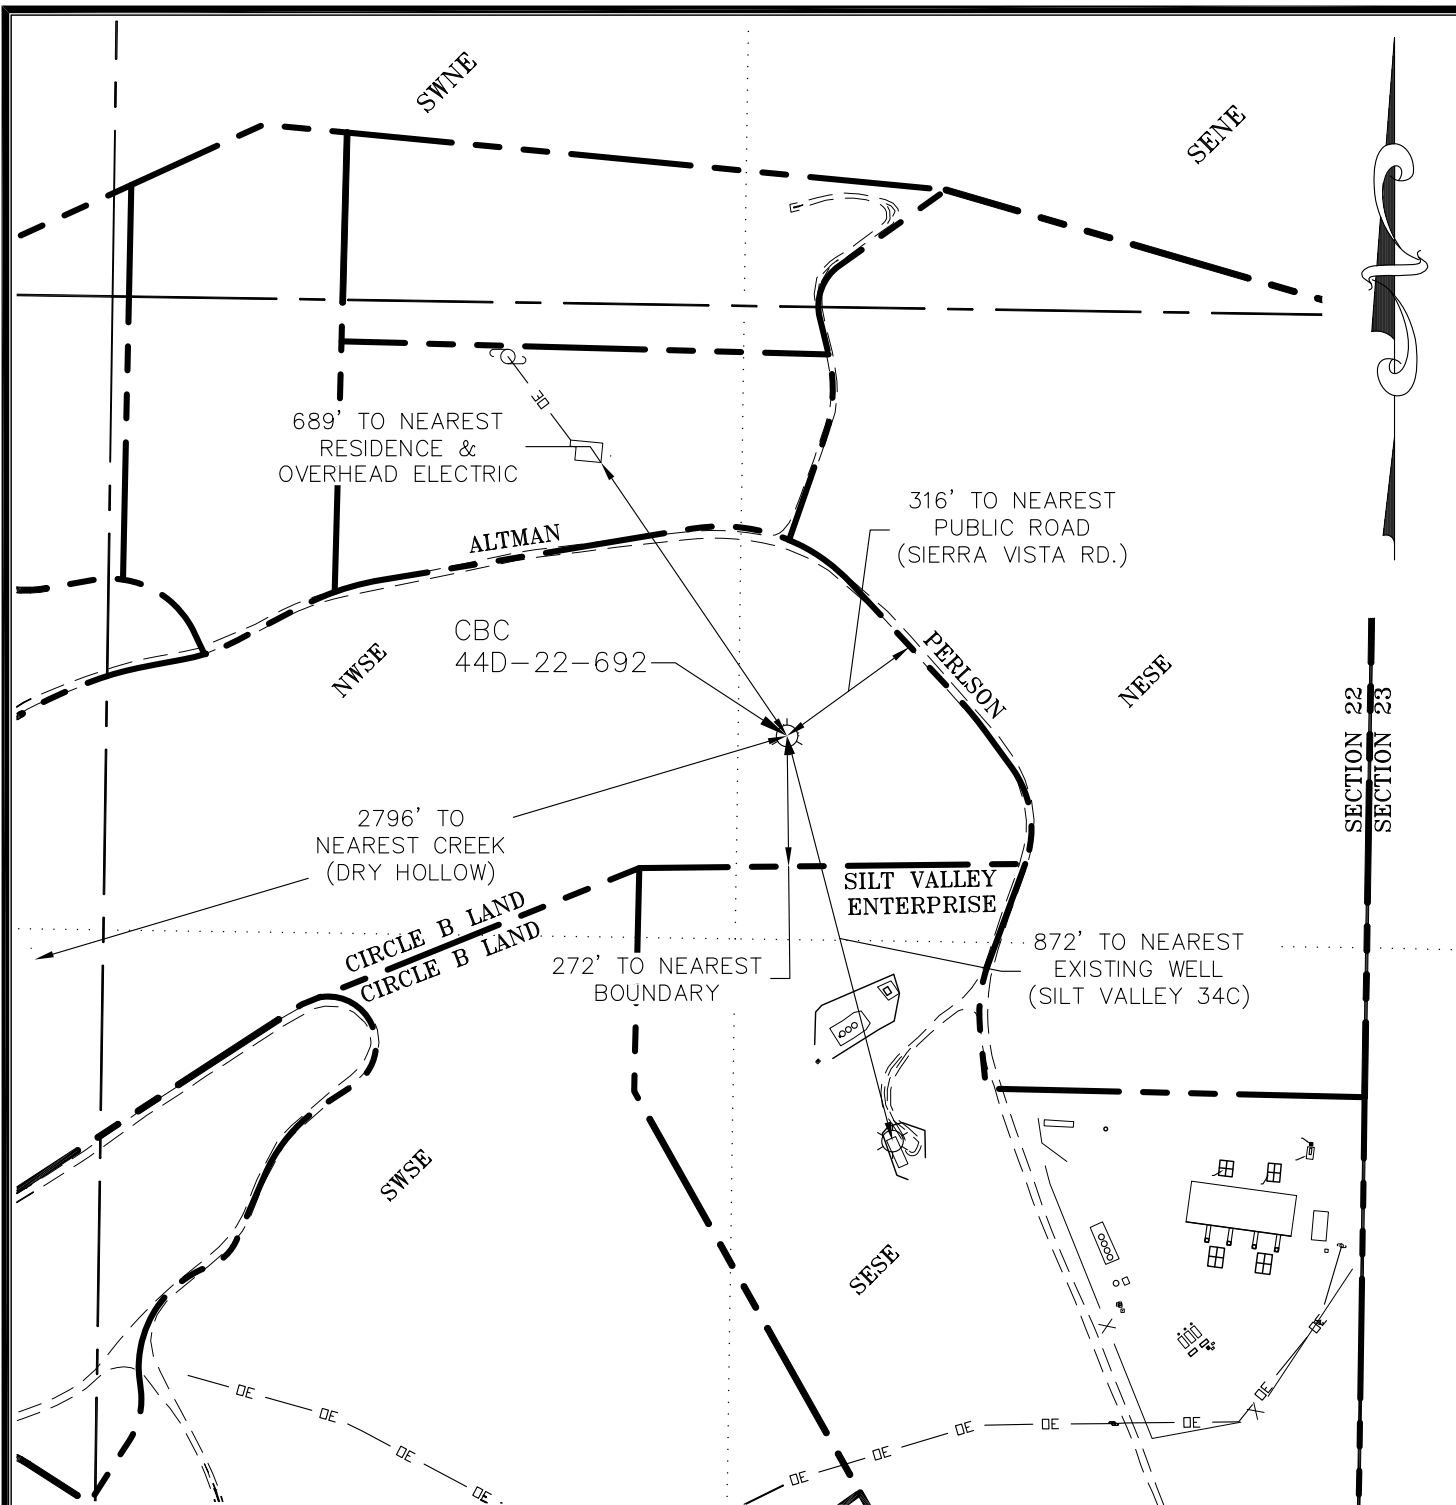 SWNE
SENE
689' TO NEAREST
RESIDENCE &
OVERHEAD ELECTRIC
OE
316' TO NEAREST
PUBLIC ROAD
(SIERRA VISTA RD.)
ALTMAN
CBC
44D-22-692
NWSE
PERLSON
NESE
SECTION 22
SECTION 23
2796' TO
NEAREST CREEK
(DRY HOLLOW)
SILT VALLEY
ENTERPRISE
CIRCLE B LAND
CIRCLE B LAND
272' TO NEAREST
BOUNDARY
872' TO NEAREST
EXISTING WELL
(SILT VALLEY 34C)
SWSE
SESE
X
OE
OE
OE
OE
OE
OE
OE
OE
OE
OE
X